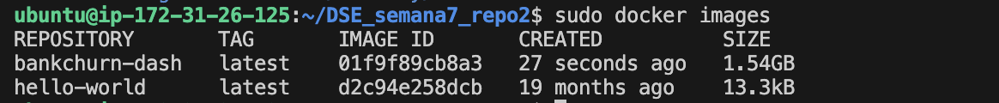 ubuntu@ip-172-31-26-125:~/DSE_semana7_repo2$ sudo docker images
REPOSITORY TAG IMAGE ID CREATED SIZE
bankchurn-dash latest 01f9f89cb8a3 27 seconds ago 1.54GB
hello-world latest d2c94e258dcb 19 months ago 13.3kB